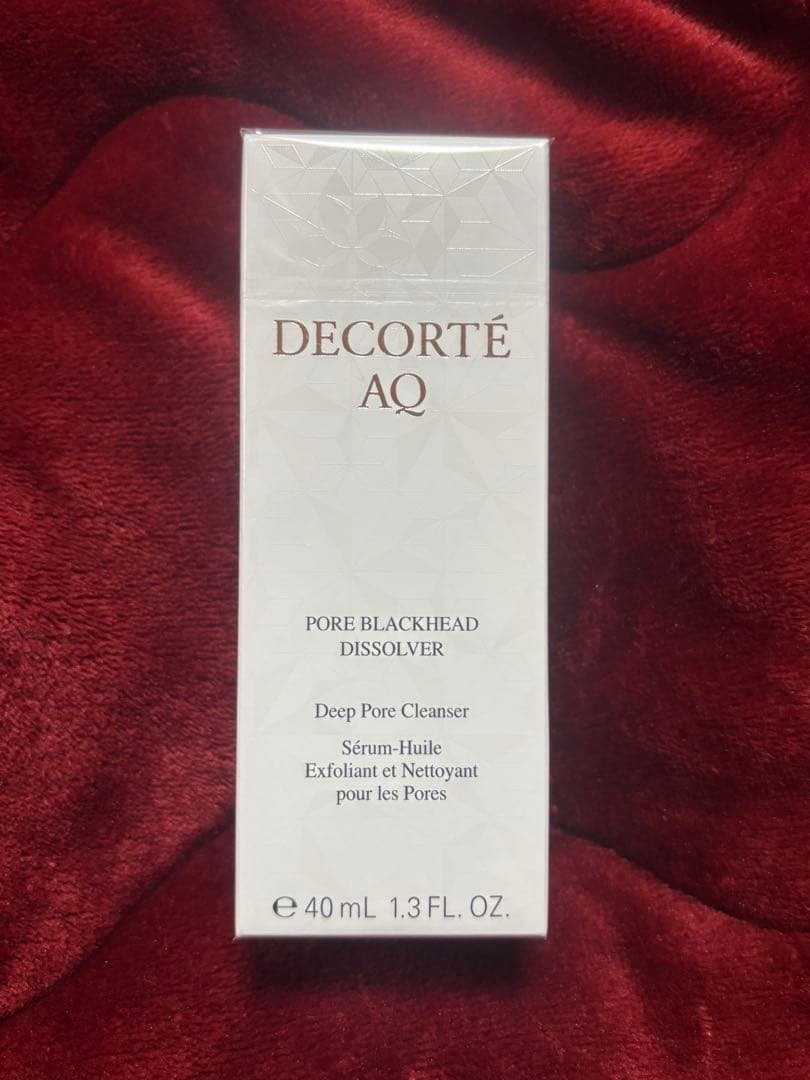 DECORTÉ
AQ
PORE BLACKHEAD
DISSOLVER
Deep Pore Cleanser
Sérum-Huile
Exfoliant et Nettoyant
pour les Pores
℮ 40 mL 1.3 FL. OZ.